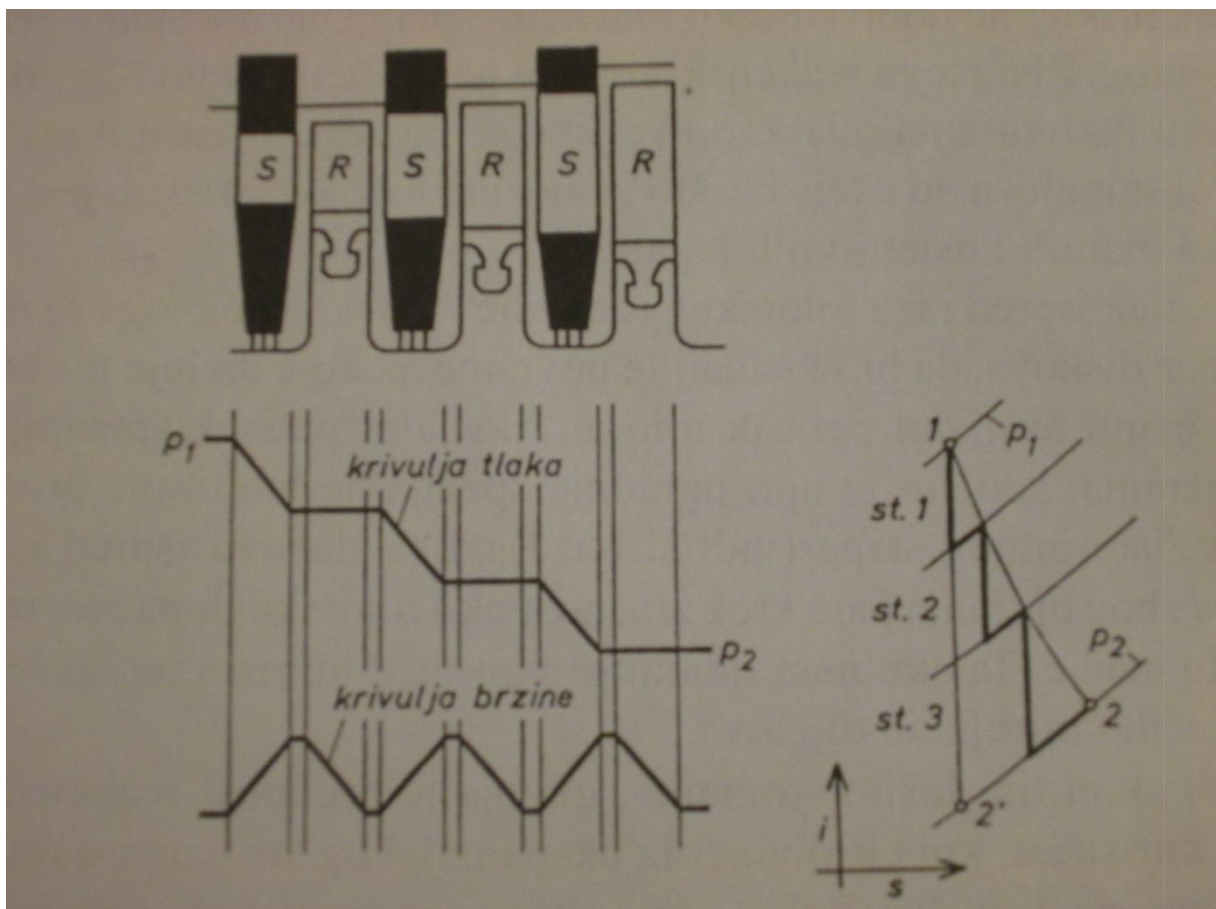 S R S R S R
p1
krivulja tlaka
p2
krivulja brzine
1
p1
st. 1
st. 2
p2
st. 3
2
2'
i
s